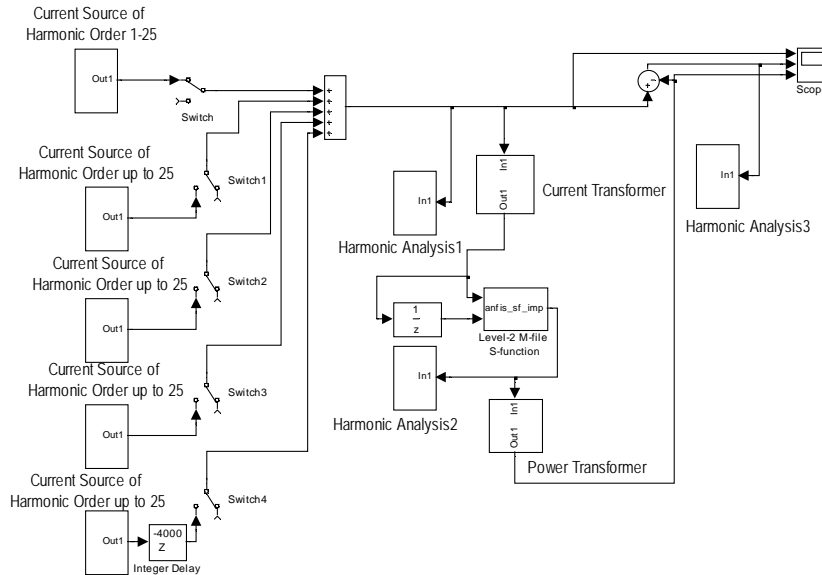 Current Source of
Harmonic Order 1-25
Out1
Switch
+
+
+
+
+
Current Source of
Harmonic Order up to 25
Out1
Switch1
Current Source of
Harmonic Order up to 25
Out1
Switch2
Current Source of
Harmonic Order up to 25
Out1
Switch3
Current Source of
Harmonic Order up to 25
Out1
-4000
Z
Integer Delay
Switch4
In1
Harmonic Analysis1
In1
Out1
Current Transformer
1
z
anfis_sf_imp
Level-2 M-file
S-function
In1
Harmonic Analysis2
In1
Out1
Power Transformer
+
-
Scop
In1
Harmonic Analysis3